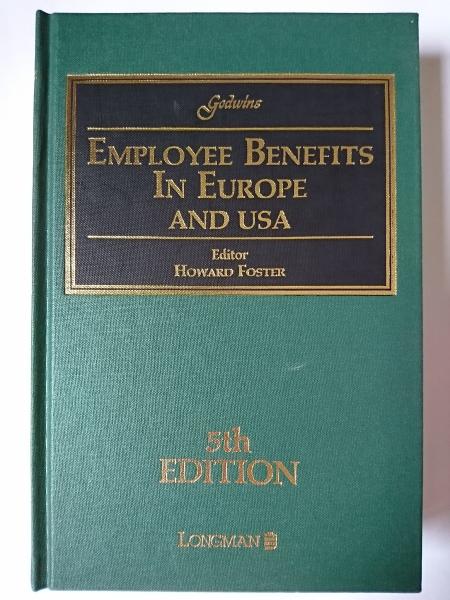 Godwins
EMPLOYEE BENEFITS
IN EUROPE
AND USA
Editor
HOWARD FOSTER
5th
EDITION
LONGMAN